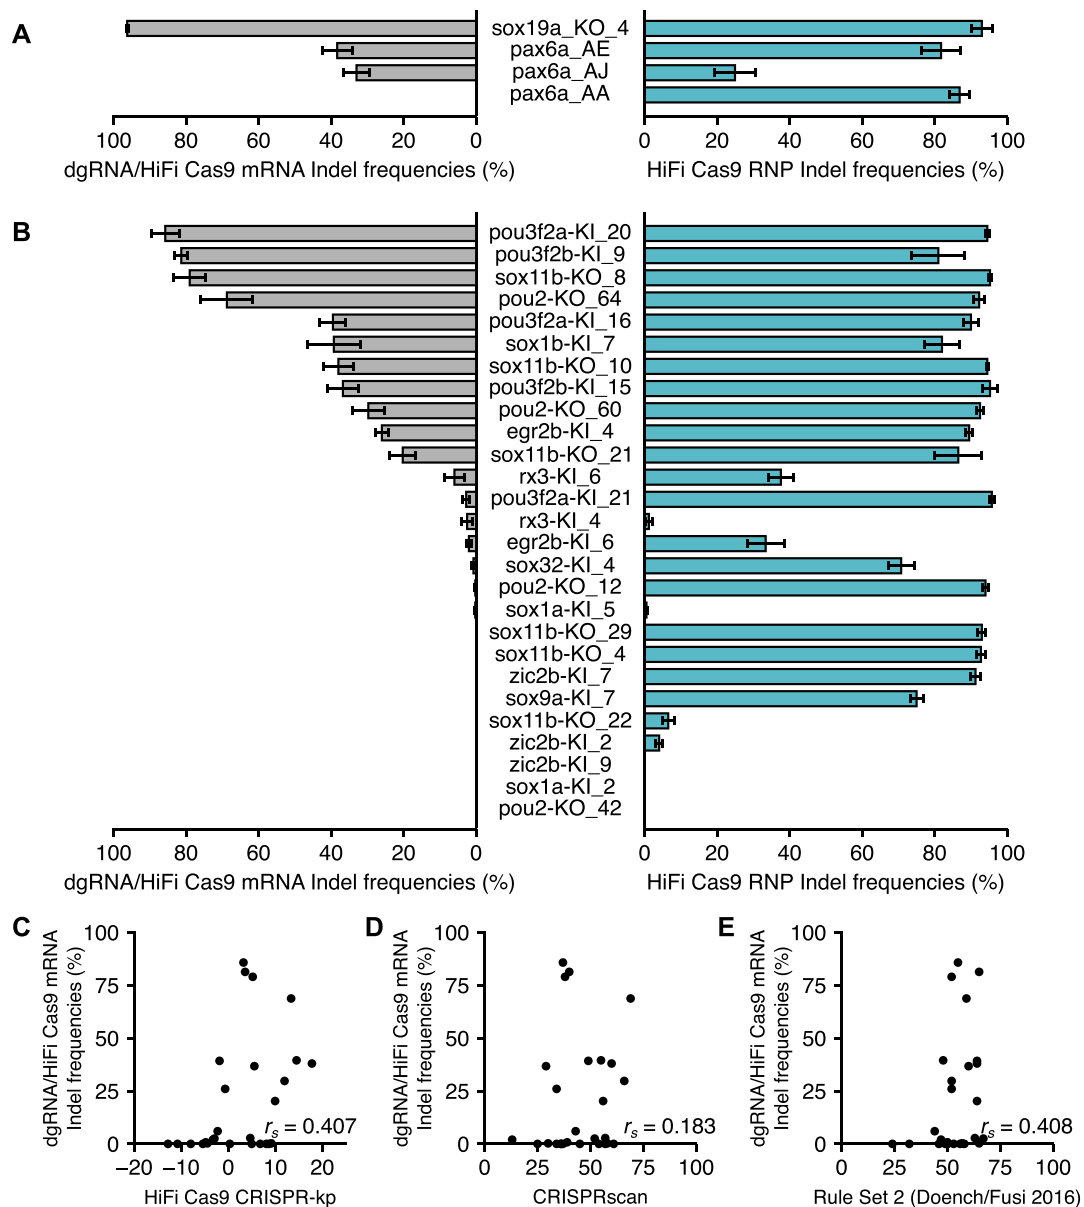 A
sox19a_KO_4
pax6a_AE
pax6a_AJ
pax6a_AA
100 80 60 40 20 0
0 20 40 60 80 100
dgRNA/HiFi Cas9 mRNA Indel frequencies (%)
HiFi Cas9 RNP Indel frequencies (%)
B
pou3f2a-KI_20
pou3f2b-KI_9
sox11b-KO_8
pou2-KO_64
pou3f2a-KI_16
sox1b-KI_7
sox11b-KO_10
pou3f2b-KI_15
pou2-KO_60
egr2b-KI_4
sox11b-KO_21
rx3-KI_6
pou3f2a-KI_21
rx3-KI_4
egr2b-KI_6
sox32-KI_4
pou2-KO_12
sox1a-KI_5
sox11b-KO_29
sox11b-KO_4
zic2b-KI_7
sox9a-KI_7
sox11b-KO_22
zic2b-KI_2
zic2b-KI_9
sox1a-KI_2
pou2-KO_42
100 80 60 40 20 0
0 20 40 60 80 100
dgRNA/HiFi Cas9 mRNA Indel frequencies (%)
HiFi Cas9 RNP Indel frequencies (%)
C
dgRNA/HiFi Cas9 mRNA
Indel frequencies (%)
100
75
50
25
0
rs = 0.407
−20 −10 0 10 20
HiFi Cas9 CRISPR-kp
D
dgRNA/HiFi Cas9 mRNA
Indel frequencies (%)
100
75
50
25
0
rs = 0.183
0 25 50 75 100
CRISPRscan
E
dgRNA/HiFi Cas9 mRNA
Indel frequencies (%)
100
75
50
25
0
rs = 0.408
0 25 50 75 100
Rule Set 2 (Doench/Fusi 2016)